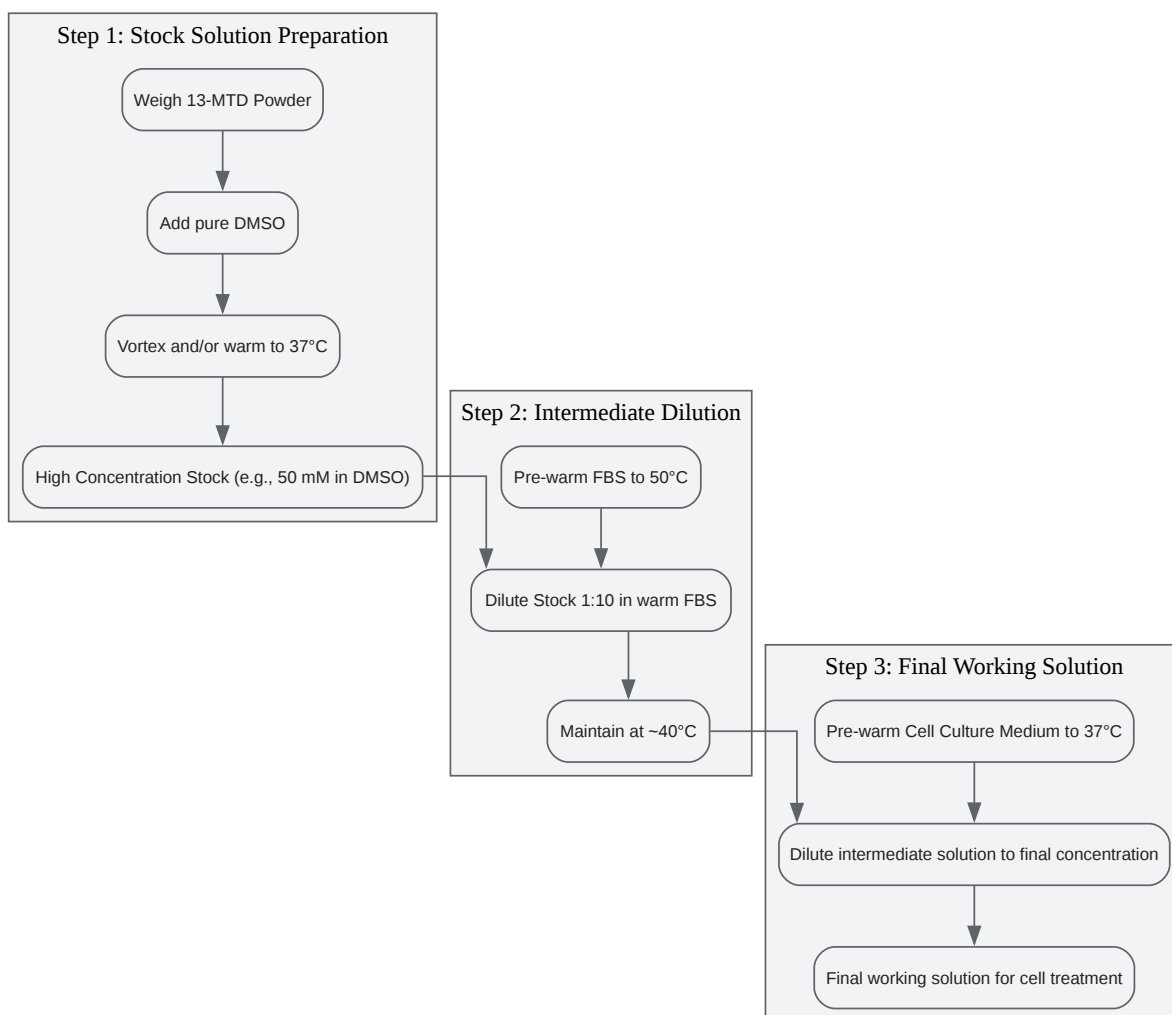 Step 1: Stock Solution Preparation
Weigh 13-MTD Powder
Add pure DMSO
Vortex and/or warm to 37°C
High Concentration Stock (e.g., 50 mM in DMSO)
Step 2: Intermediate Dilution
Pre-warm FBS to 50°C
Dilute Stock 1:10 in warm FBS
Maintain at ~40°C
Step 3: Final Working Solution
Pre-warm Cell Culture Medium to 37°C
Dilute intermediate solution to final concentration
Final working solution for cell treatment